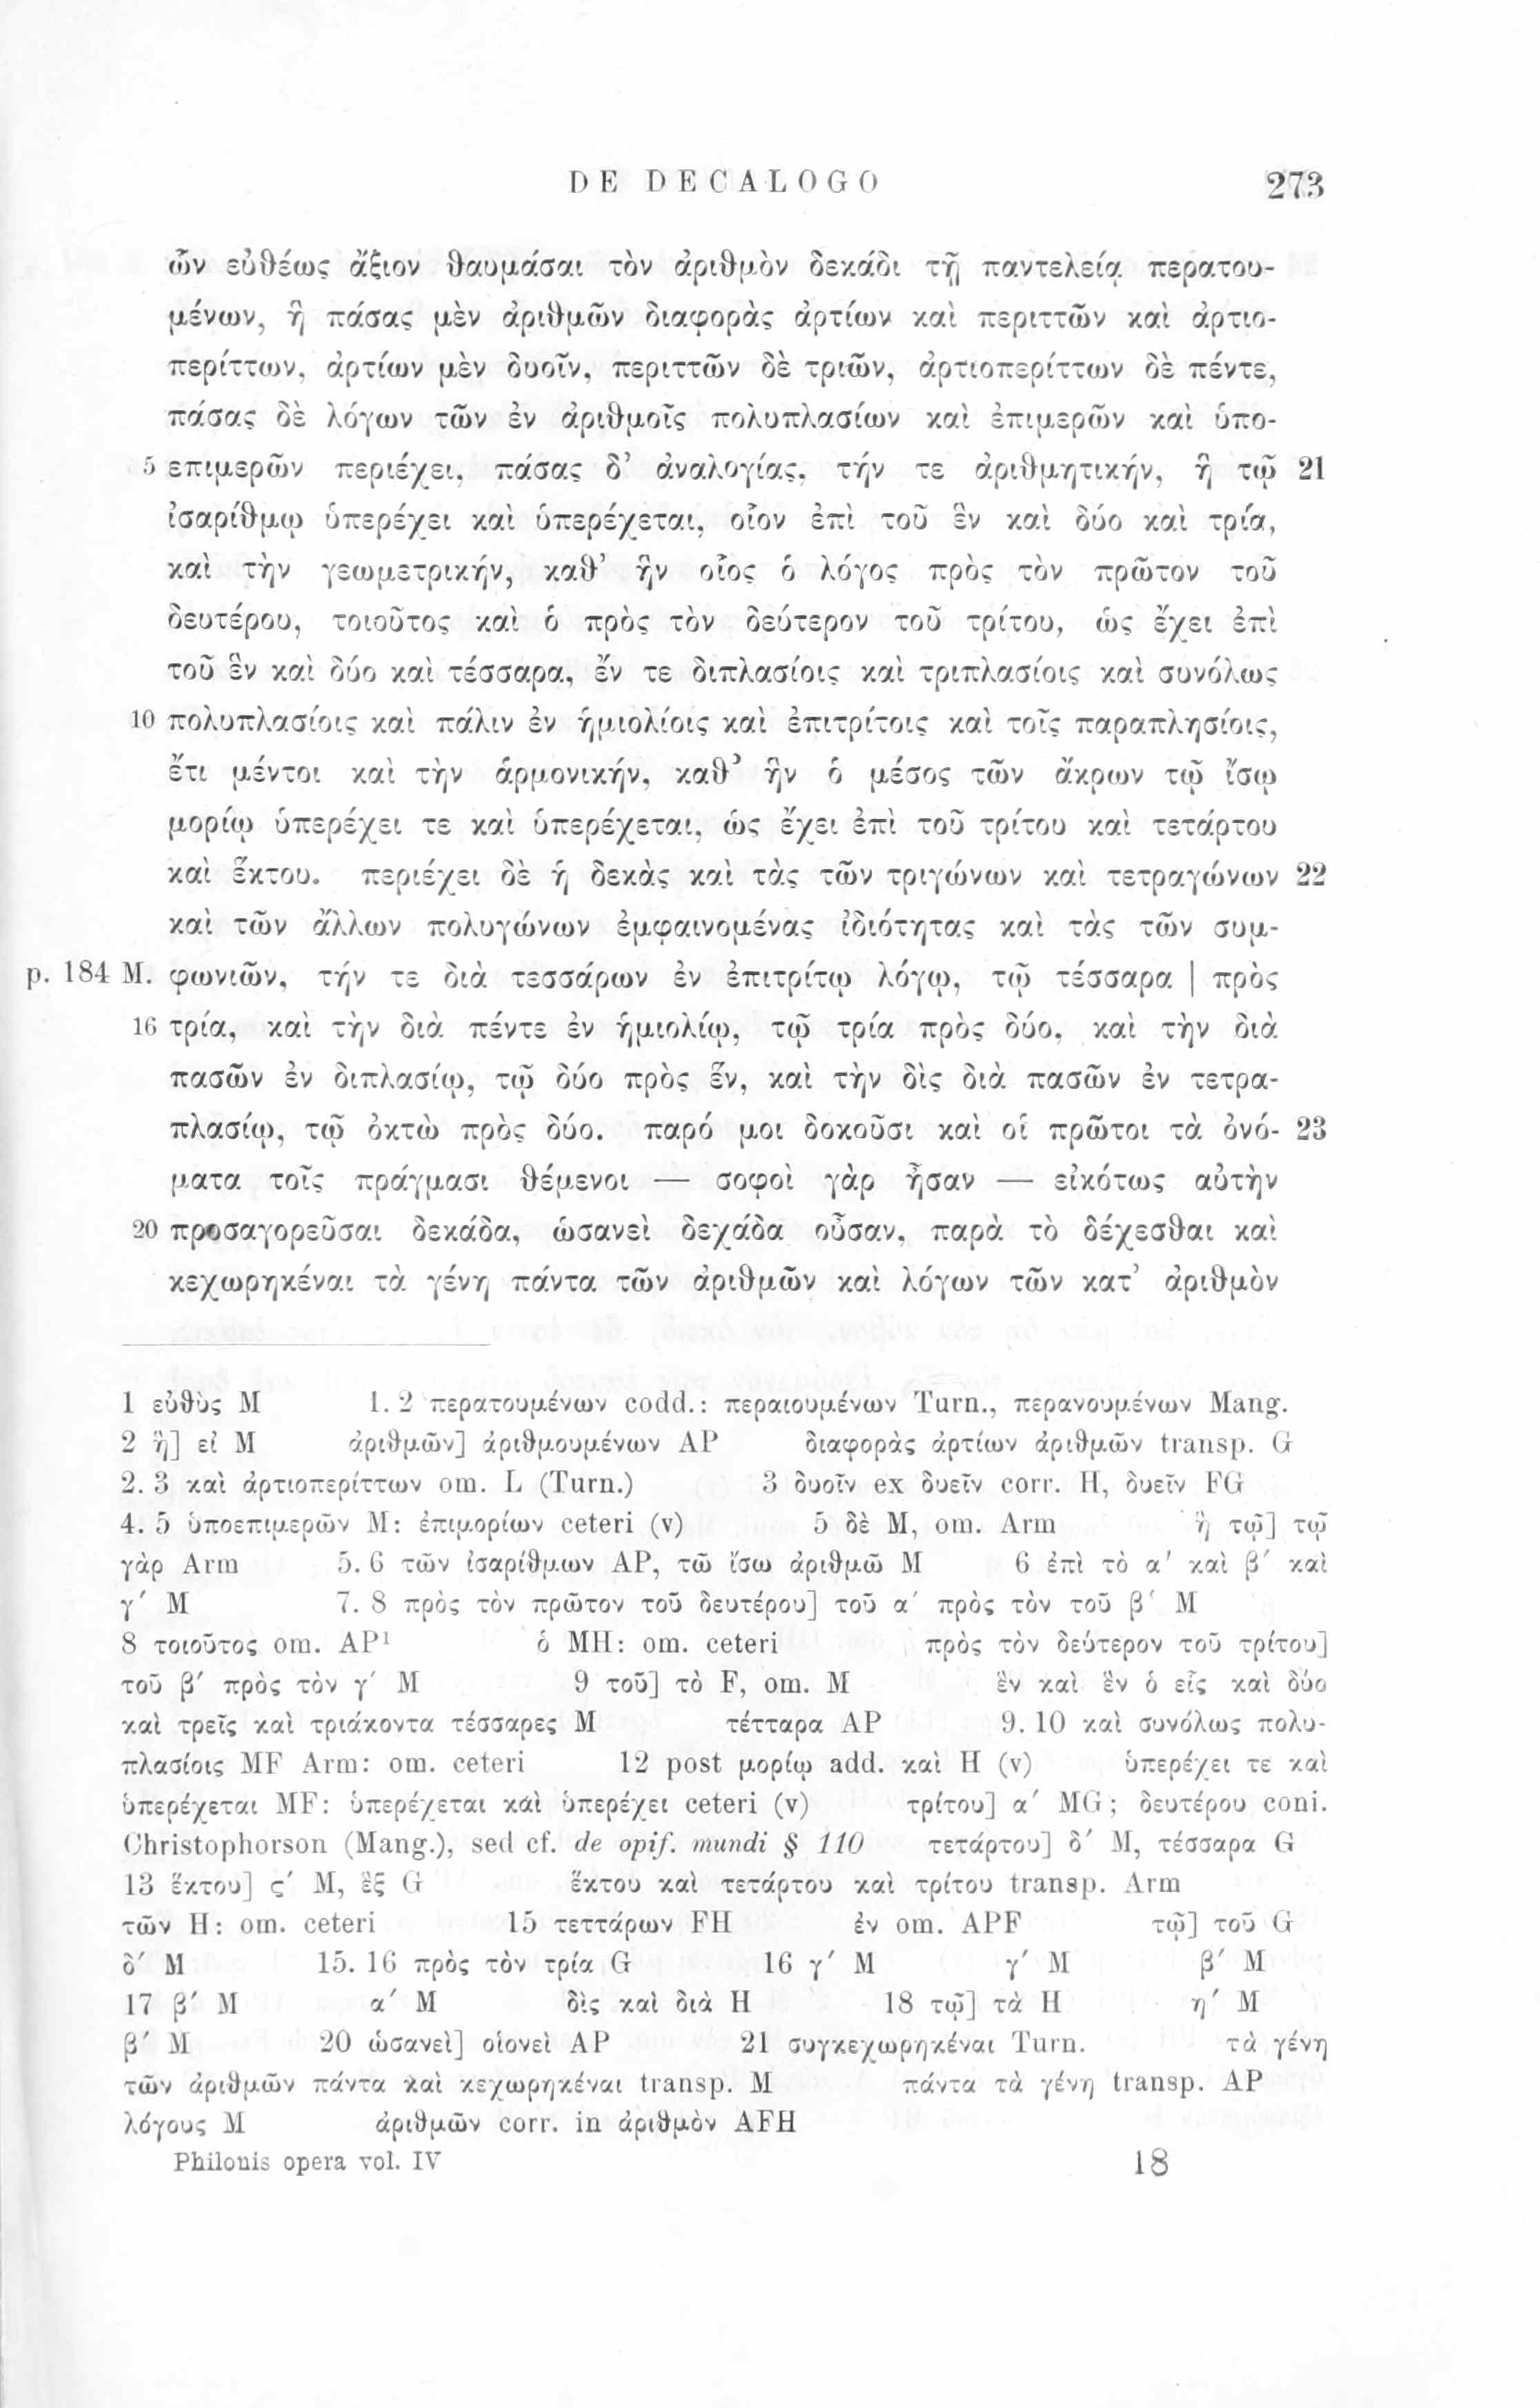 DE DECALOGO 273
ὧν εὐθέως ἄξιον θαυμάσαι τὸν ἀριθμὸν δεκάδι τῇ παντελείᾳ περατου-
μένων, ἣ πάσας μὲν ἀριθμῶν διαφορὰς ἀρτίων καὶ περιττῶν καὶ ἀρτιο-
περίττων, ἀρτίων μὲν δυοῖν, περιττῶν δὲ τριῶν, ἀρτιοπερίττων δὲ πέντε,
πάσας δὲ λόγων τῶν ἐν ἀριθμοῖς πολυπλασίων καὶ ἐπιμερῶν καὶ ὑπο-
5 επιμερῶν περιέχει, πάσας δ’ ἀναλογίας, τήν τε ἀριθμητικήν, ἣ τῷ 21
ἰσαρίθμῳ ὑπερέχει καὶ ὑπερέχεται, οἷον ἐπὶ τοῦ ἓν καὶ δύο καὶ τρία,
καὶ τὴν γεωμετρικήν, καθ’ ἣν οἷος ὁ λόγος πρὸς τὸν πρῶτον τοῦ
δευτέρου, τοιοῦτος καὶ ὁ πρὸς τὸν δεύτερον τοῦ τρίτου, ὡς ἔχει ἐπὶ
τοῦ ἓν καὶ δύο καὶ τέσσαρα, ἔν τε διπλασίοις καὶ τριπλασίοις καὶ συνόλως
10 πολυπλασίοις καὶ πάλιν ἐν ἡμιολίοις καὶ ἐπιτρίτοις καὶ τοῖς παραπλησίοις,
ἔτι μέντοι καὶ τὴν ἁρμονικήν, καθ’ ἣν ὁ μέσος τῶν ἄκρων τῷ ἴσῳ
μορίῳ ὑπερέχει τε καὶ ὑπερέχεται, ὡς ἔχει ἐπὶ τοῦ τρίτου καὶ τετάρτου
καὶ ἕκτου. περιέχει δὲ ἡ δεκὰς καὶ τὰς τῶν τριγώνων καὶ τετραγώνων 22
καὶ τῶν ἄλλων πολυγώνων ἐμφαινομένας ἰδιότητας καὶ τὰς τῶν συμ-
p. 184 M. φωνιῶν, τήν τε διὰ τεσσάρων ἐν ἐπιτρίτῳ λόγῳ, τῷ τέσσαρα | πρὸς
16 τρία, καὶ τὴν διὰ πέντε ἐν ἡμιολίῳ, τῷ τρία πρὸς δύο, καὶ τὴν διὰ
πασῶν ἐν διπλασίῳ, τῷ δύο πρὸς ἕν, καὶ τὴν δὶς διὰ πασῶν ἐν τετρα-
πλασίῳ, τῷ ὀκτὼ πρὸς δύο. παρό μοι δοκοῦσι καὶ οἱ πρῶτοι τὰ ὀνό- 23
ματα τοῖς πράγμασι θέμενοι — σοφοὶ γὰρ ἦσαν — εἰκότως αὐτὴν
20 προσαγορεῦσαι δεκάδα, ὡσανεὶ δεχάδα οὖσαν, παρὰ τὸ δέχεσθαι καὶ
κεχωρηκέναι τὰ γένη πάντα τῶν ἀριθμῶν καὶ λόγων τῶν κατ’ ἀριθμὸν
1 εὐθὺς M 1. 2 περατουμένων codd.: περαιουμένων Turn., περανουμένων Mang.
2 ἣ] εἰ M ἀριθμῶν] ἀριθμουμένων AP διαφορὰς ἀρτίων ἀριθμῶν transp. G
2. 3 καὶ ἀρτιοπερίττων om. L (Turn.) 3 δυοῖν ex δυεῖν corr. H, δυεῖν FG
4. 5 ὑποεπιμερῶν M: ἐπιμορίων ceteri (v) 5 δὲ M, om. Arm ἣ τῷ] τῷ
γὰρ Arm 5. 6 τῶν ἰσαρίθμων AP, τῶ ἴσω ἀριθμῶ M 6 ἐπὶ τὸ α′ καὶ β′ καὶ
γ′ M 7. 8 πρὸς τὸν πρῶτον τοῦ δευτέρου] τοῦ α′ πρὸς τὸν τοῦ β′ M
8 τοιοῦτος om. AP¹ ὁ MH: om. ceteri πρὸς τὸν δεύτερον τοῦ τρίτου]
τοῦ β′ πρὸς τὸν γ′ M 9 τοῦ] τὸ F, om. M ἓν καὶ ἓν ὁ εἷς καὶ δύο
καὶ τρεῖς καὶ τριάκοντα τέσσαρες M τέτταρα AP 9. 10 καὶ συνόλως πολυ-
πλασίοις MF Arm: om. ceteri 12 post μορίῳ add. καὶ H (v) ὑπερέχει τε καὶ
ὑπερέχεται MF: ὑπερέχεται καὶ ὑπερέχει ceteri (v) τρίτου] α′ MG; δευτέρου coni.
Christophorson (Mang.), sed cf. de opif. mundi § 110 τετάρτου] δ′ M, τέσσαρα G
13 ἕκτου] ς′ M, ἓξ G ἕκτου καὶ τετάρτου καὶ τρίτου transp. Arm
τῶν H: om. ceteri 15 τεττάρων FH ἐν om. APF τῷ] τοῦ G
δ′ M 15. 16 πρὸς τὸν τρία G 16 γ′ M γ′ M β′ M
17 β′ M α′ M δὶς καὶ διὰ H 18 τῷ] τὰ H η′ M
β′ M 20 ὡσανεὶ] οἱονεὶ AP 21 συγκεχωρηκέναι Turn. τὰ γένη
τῶν ἀριθμῶν πάντα καὶ κεχωρηκέναι transp. M πάντα τὰ γένη transp. AP
λόγους M ἀριθμῶν corr. in ἀριθμὸν AFH
Philonis opera vol. IV 18